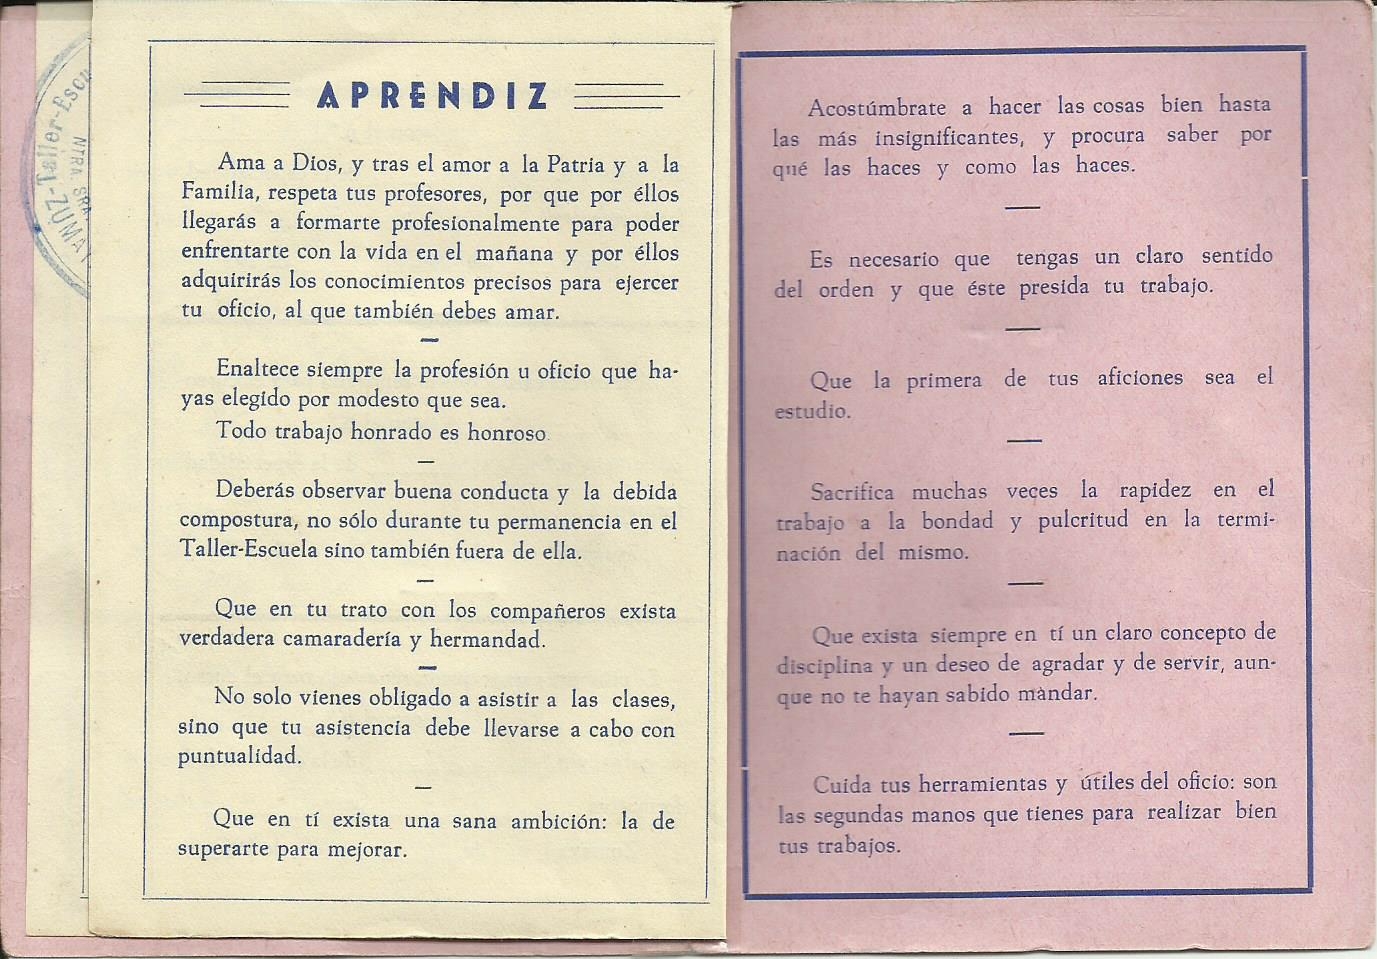 Z-Taller-Escu
NTRA. SRA.
ZUMAY
APRENDIZ
Ama a Dios, y tras el amor a la Patria y a la
Familia, respeta tus profesores, por que por éllos
llegarás a formarte profesionalmente para poder
enfrentarte con la vida en el mañana y por éllos
adquirirás los conocimientos precisos para ejercer
tu oficio, al que también debes amar.
Enaltece siempre la profesión u oficio que ha-
yas elegido por modesto que sea.
Todo trabajo honrado es honroso.
Deberás observar buena conducta y la debida
compostura, no sólo durante tu permanencia en el
Taller-Escuela sino también fuera de ella.
Que en tu trato con los compañeros exista
verdadera camaradería y hermandad.
No solo vienes obligado a asistir a las clases,
sino que tu asistencia debe llevarse a cabo con
puntualidad.
Que en tí exista una sana ambición: la de
superarte para mejorar.
Acostúmbrate a hacer las cosas bien hasta
las más insignificantes, y procura saber por
qué las haces y como las haces.
Es necesario que tengas un claro sentido
del orden y que éste presida tu trabajo.
Que la primera de tus aficiones sea el
estudio.
Sacrifica muchas veces la rapidez en el
trabajo a la bondad y pulcritud en la termi-
nación del mismo.
Que exista siempre en tí un claro concepto de
disciplina y un deseo de agradar y de servir, aun-
que no te hayan sabido màndar.
Cuida tus herramientas y útiles del oficio: son
las segundas manos que tienes para realizar bien
tus trabajos.